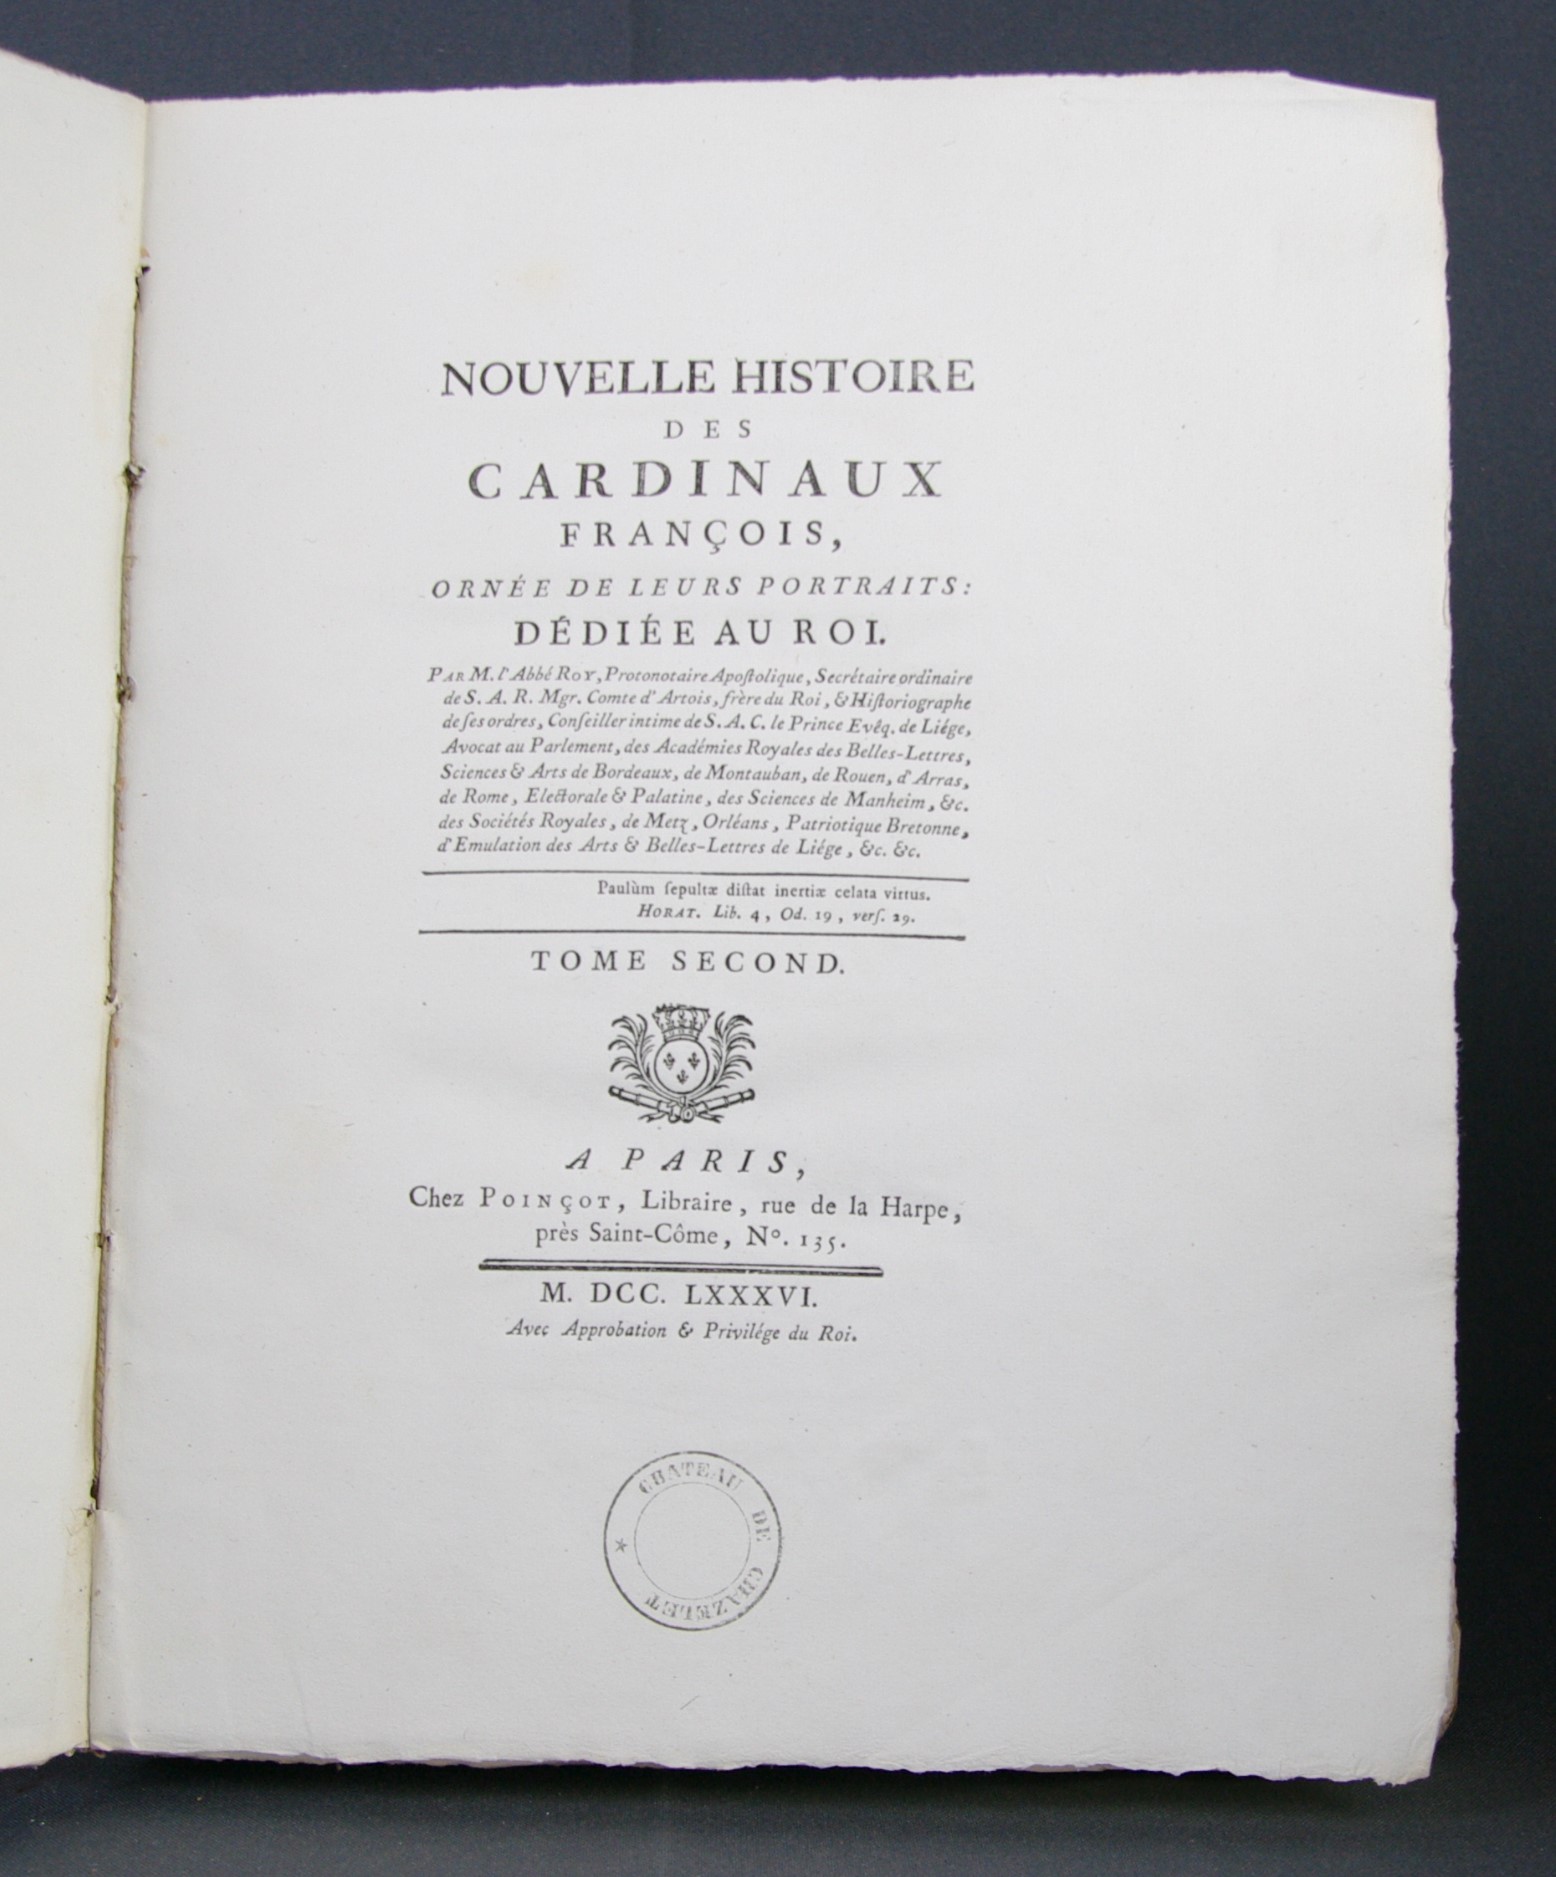 NOUVELLE HISTOIRE
DES
CARDINAUX
FRANÇOIS,
ORNÉE DE LEURS PORTRAITS:
DÉDIÉE AU ROI.
PAR M. l'Abbé ROY, Protonotaire Apoſtolique, Secrétaire ordinaire
de S. A. R. Mgr. Comte d'Artois, frère du Roi, & Hiſtoriographe
de ſes ordres, Conſeiller intime de S. A. C. le Prince Evêq. de Liége,
Avocat au Parlement, des Académies Royales des Belles-Lettres,
Sciences & Arts de Bordeaux, de Montauban, de Rouen, d'Arras,
de Rome, Electorale & Palatine, des Sciences de Manheim, &c.
des Sociétés Royales, de Metz, Orléans, Patriotique Bretonne,
d'Emulation des Arts & Belles-Lettres de Liége, &c. &c.
Paulùm ſepultæ diſtat inertiæ celata virtus.
HORAT. Lib. 4, Od. 19, verſ. 29.
TOME SECOND.
A PARIS,
Chez POINÇOT, Libraire, rue de la Harpe,
près Saint-Côme, Nº. 135.
M. DCC. LXXXVI.
Avec Approbation & Privilége du Roi.
CHATEAU DE CHAZELET *